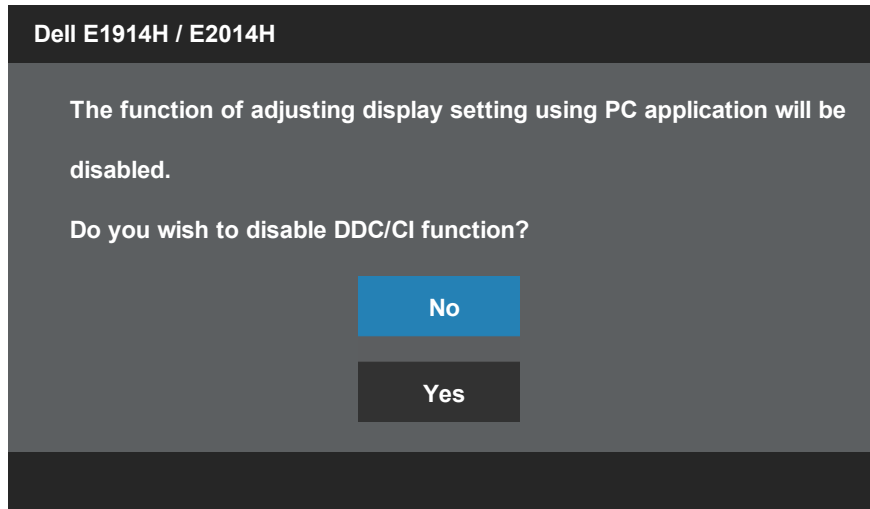 Dell E1914H / E2014H
The function of adjusting display setting using PC application will be
disabled.
Do you wish to disable DDC/CI function?
No
Yes